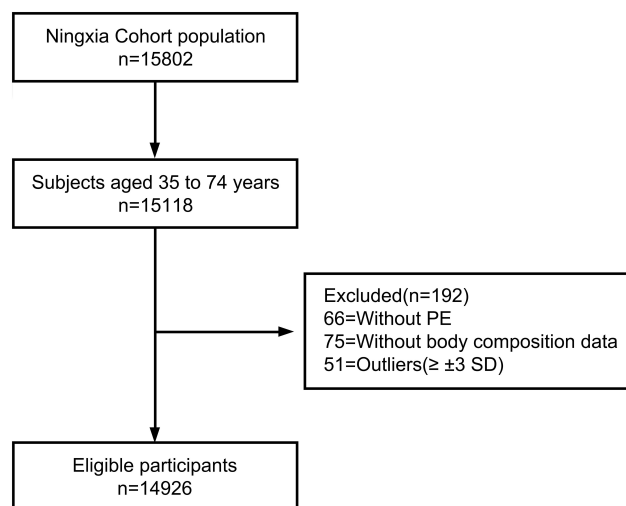 Ningxia Cohort population
n=15802
Subjects aged 35 to 74 years
n=15118
Excluded(n=192)
66=Without PE
75=Without body composition data
51=Outliers(≥ ±3 SD)
Eligible participants
n=14926